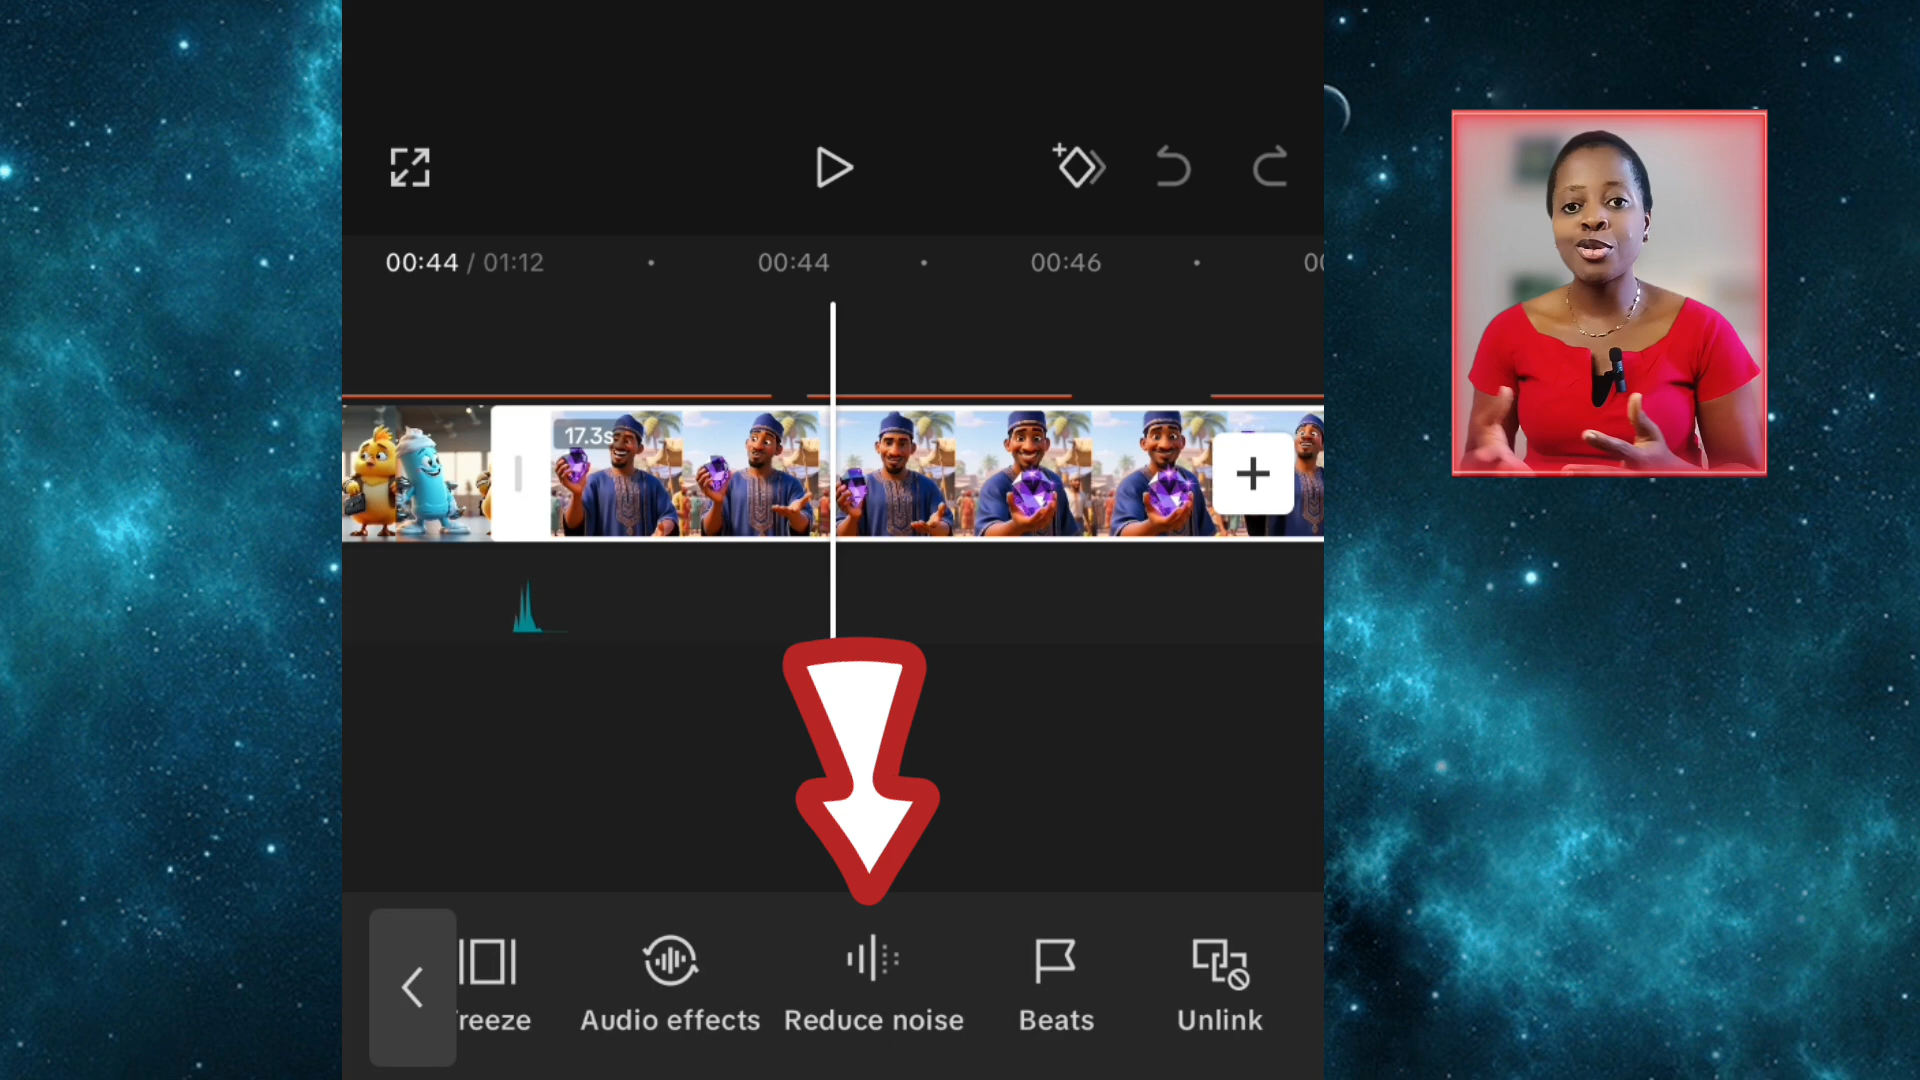 00:44 / 01:12
00:44
00:46
17.3s
reeze
Audio effects
Reduce noise
Beats
Unlink